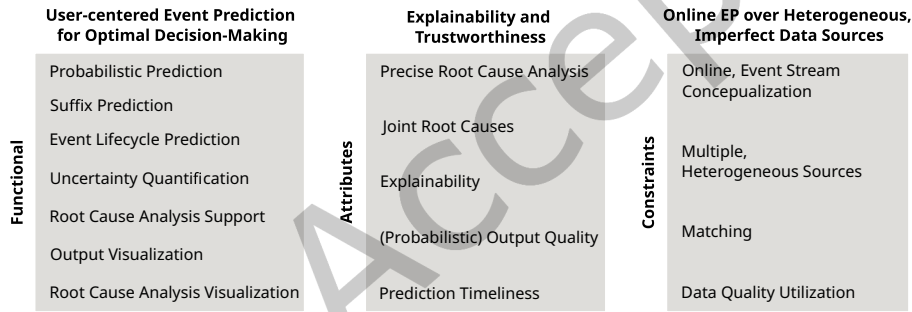 User-centered Event Prediction
for Optimal Decision-Making
Functional
Probabilistic Prediction
Suffix Prediction
Event Lifecycle Prediction
Uncertainty Quantification
Root Cause Analysis Support
Output Visualization
Root Cause Analysis Visualization
Explainability and
Trustworthiness
Attributes
Precise Root Cause Analysis
Joint Root Causes
Explainability
(Probabilistic) Output Quality
Prediction Timeliness
Online EP over Heterogeneous,
Imperfect Data Sources
Constraints
Online, Event Stream
Concepualization
Multiple,
Heterogeneous Sources
Matching
Data Quality Utilization
Accep